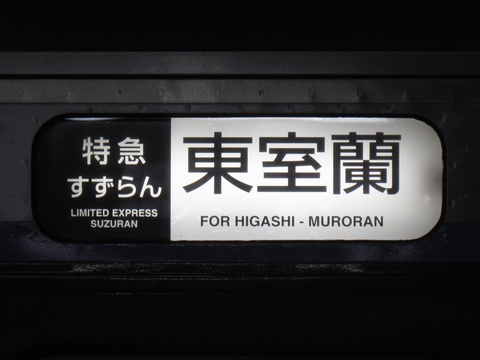 特急
すずらん
LIMITED EXPRESS
SUZURAN
東室蘭
FOR HIGASHI - MURORAN